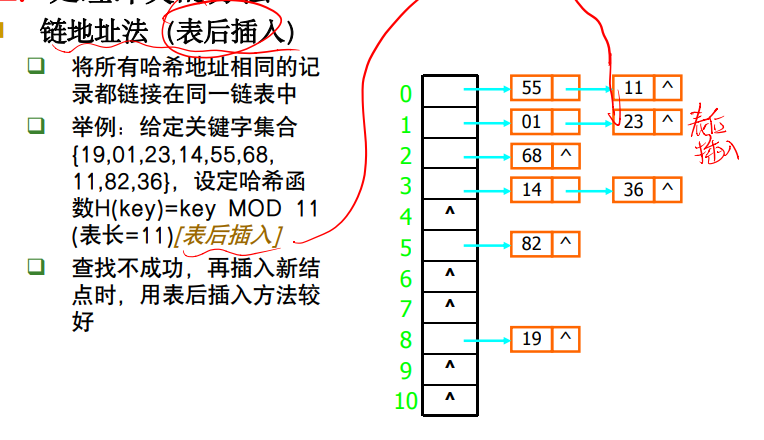 链地址法（表后插入）
将所有哈希地址相同的记
录都链接在同一链表中
举例：给定关键字集合
{19,01,23,14,55,68,
11,82,36}，设定哈希函
数H(key)=key MOD 11
(表长=11)[表后插入]
查找不成功，再插入新结
点时，用表后插入方法较
好
0 55 11 ^
1 01 23 ^
2 68 ^
3 14 36 ^
4 ^
5 82 ^
6 ^
7 ^
8 19 ^
9 ^
10 ^
表后
插入